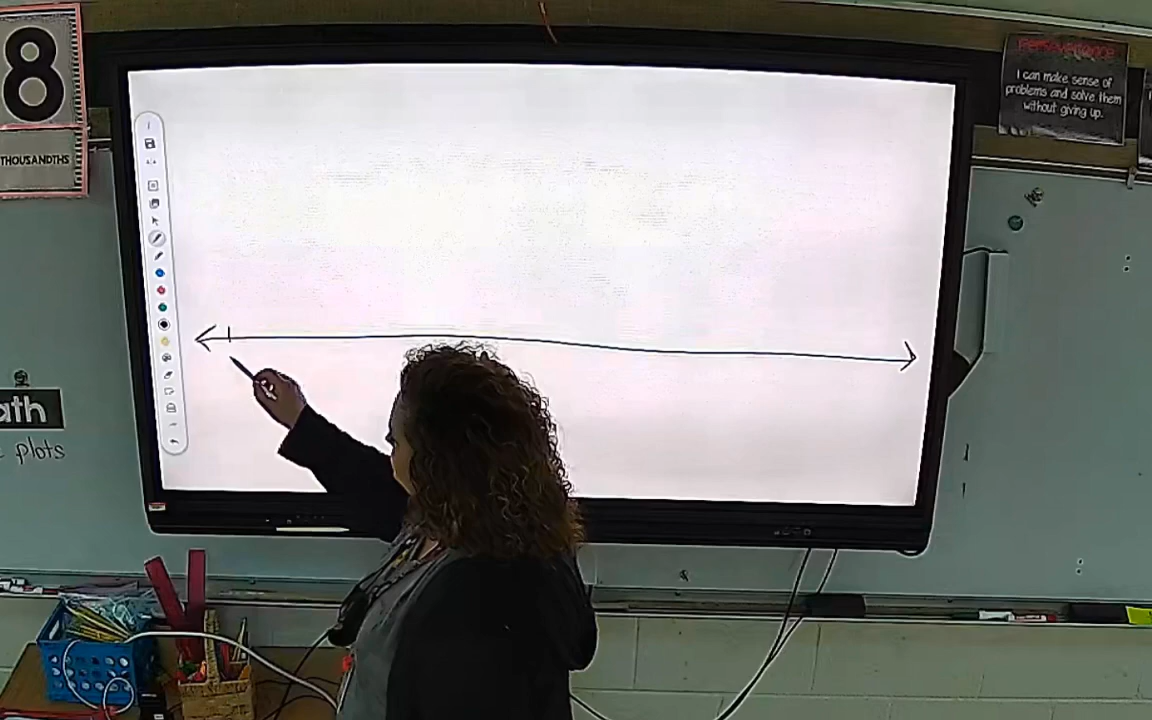 8
THOUSANDTHS
Perseverance
I can make sense of
problems and solve them
without giving up.
ath
plots